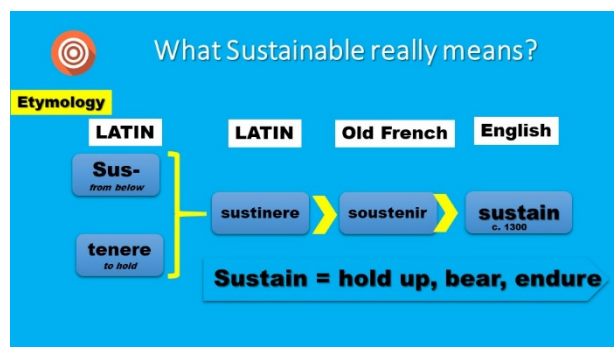 What Sustainable really means?
Etymology
LATIN
LATIN
Old French
English
Sus-
from below
tenere
to hold
sustinere
soustenir
sustain
c. 1300
Sustain = hold up, bear, endure